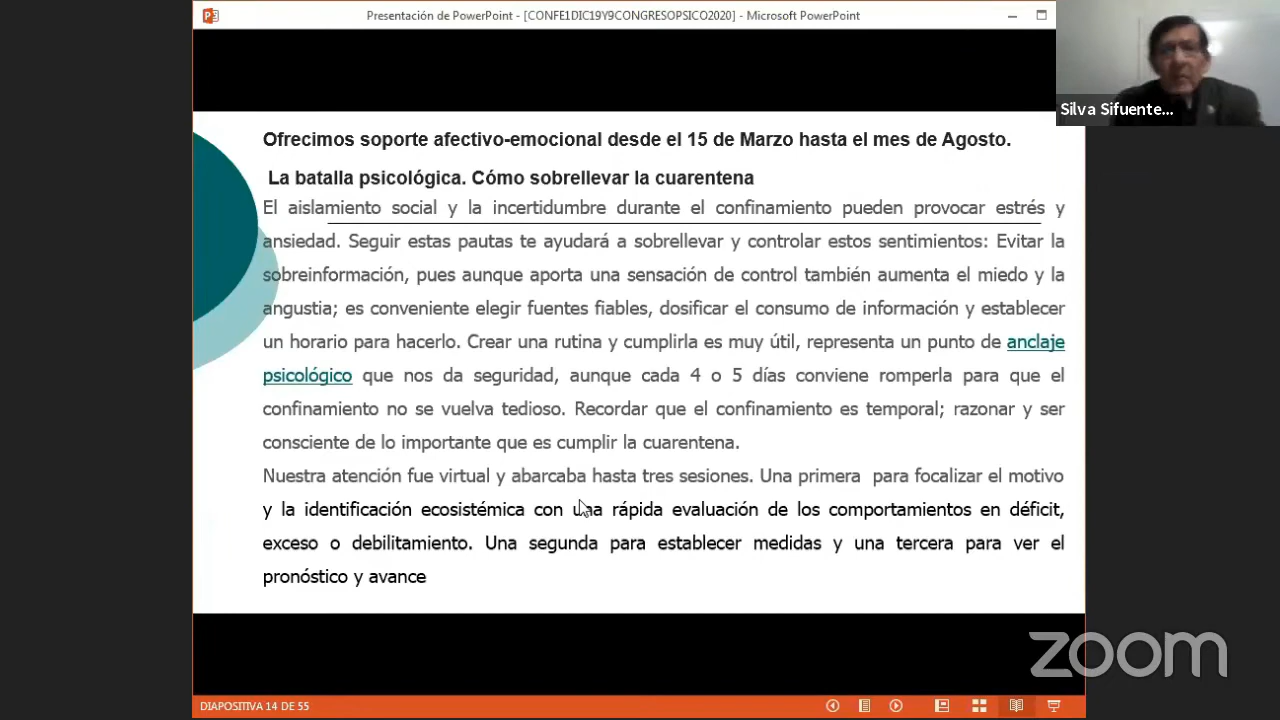 Presentación de PowerPoint - [CONFE1DIC19Y9CONGRESOPSICO2020] - Microsoft PowerPoint
Silva Sifuente...
Ofrecimos soporte afectivo-emocional desde el 15 de Marzo hasta el mes de Agosto.
La batalla psicológica. Cómo sobrellevar la cuarentena
El aislamiento social y la incertidumbre durante el confinamiento pueden provocar estrés y
ansiedad. Seguir estas pautas te ayudará a sobrellevar y controlar estos sentimientos: Evitar la
sobreinformación, pues aunque aporta una sensación de control también aumenta el miedo y la
angustia; es conveniente elegir fuentes fiables, dosificar el consumo de información y establecer
un horario para hacerlo. Crear una rutina y cumplirla es muy útil, representa un punto de anclaje
psicológico que nos da seguridad, aunque cada 4 o 5 días conviene romperla para que el
confinamiento no se vuelva tedioso. Recordar que el confinamiento es temporal; razonar y ser
consciente de lo importante que es cumplir la cuarentena.
Nuestra atención fue virtual y abarcaba hasta tres sesiones. Una primera para focalizar el motivo
y la identificación ecosistémica con una rápida evaluación de los comportamientos en déficit,
exceso o debilitamiento. Una segunda para establecer medidas y una tercera para ver el
pronóstico y avance
zoom
DIAPOSITIVA 14 DE 55